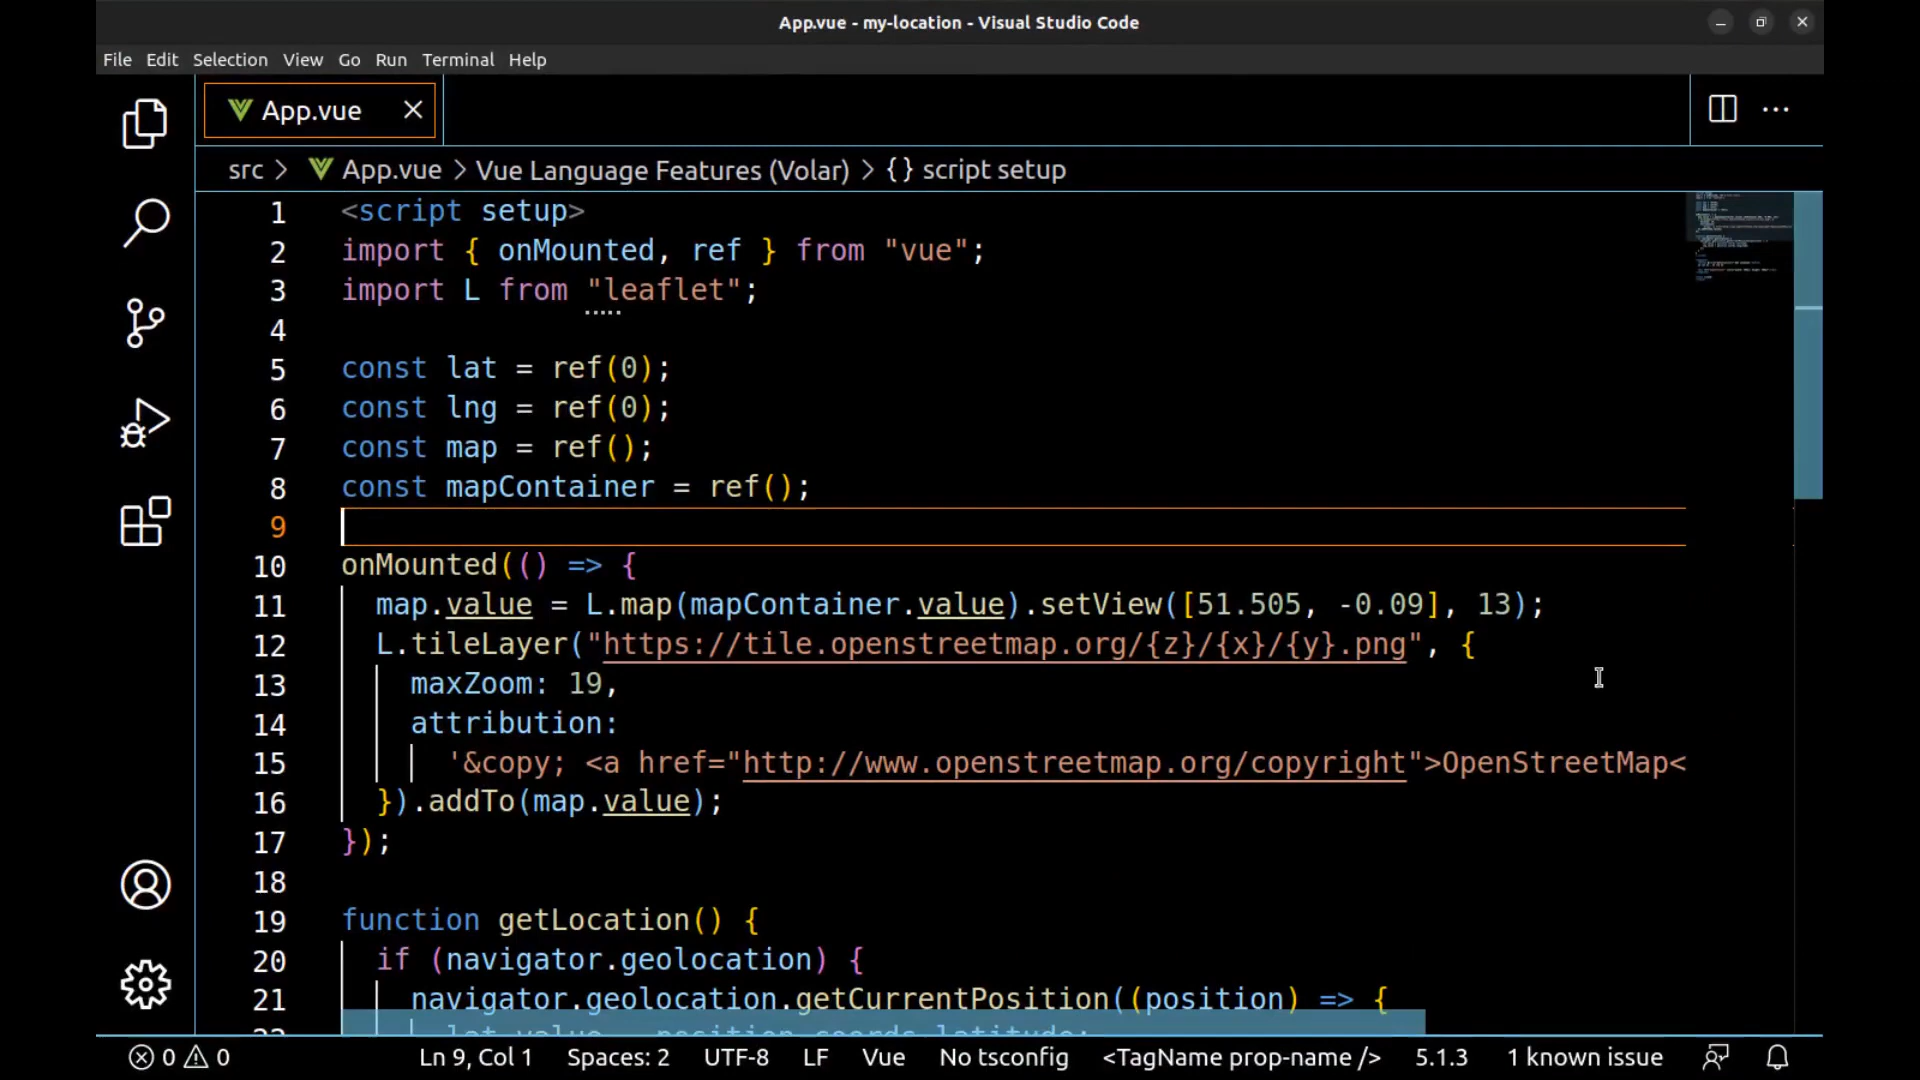 App.vue - my-location - Visual Studio Code
File Edit Selection View Go Run Terminal Help
App.vue
src > App.vue > Vue Language Features (Volar) > {} script setup
1 <script setup>
2 import { onMounted, ref } from "vue";
3 import L from "leaflet";
4
5 const lat = ref(0);
6 const lng = ref(0);
7 const map = ref();
8 const mapContainer = ref();
9
10 onMounted(() => {
11 map.value = L.map(mapContainer.value).setView([51.505, -0.09], 13);
12 L.tileLayer("https://tile.openstreetmap.org/{z}/{x}/{y}.png", {
13 maxZoom: 19,
14 attribution:
15 '&copy; <a href="http://www.openstreetmap.org/copyright">OpenStreetMap<
16 }).addTo(map.value);
17 });
18
19 function getLocation() {
20 if (navigator.geolocation) {
21 navigator.geolocation.getCurrentPosition((position) => {
22 lat.value = position.coords.latitude;
0 0 Ln 9, Col 1 Spaces: 2 UTF-8 LF Vue No tsconfig <TagName prop-name /> 5.1.3 1 known issue